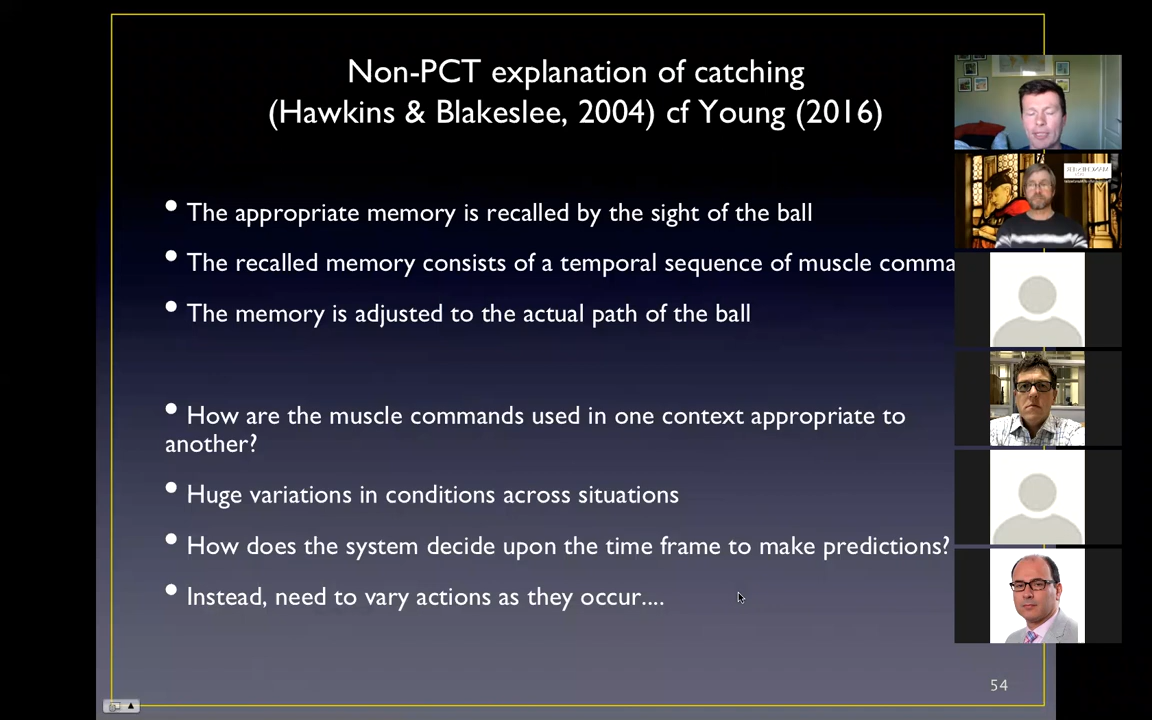 Non-PCT explanation of catching
(Hawkins & Blakeslee, 2004) cf Young (2016)
• The appropriate memory is recalled by the sight of the ball
• The recalled memory consists of a temporal sequence of muscle comma
• The memory is adjusted to the actual path of the ball
• How are the muscle commands used in one context appropriate to
another?
• Huge variations in conditions across situations
• How does the system decide upon the time frame to make predictions?
• Instead, need to vary actions as they occur....
54